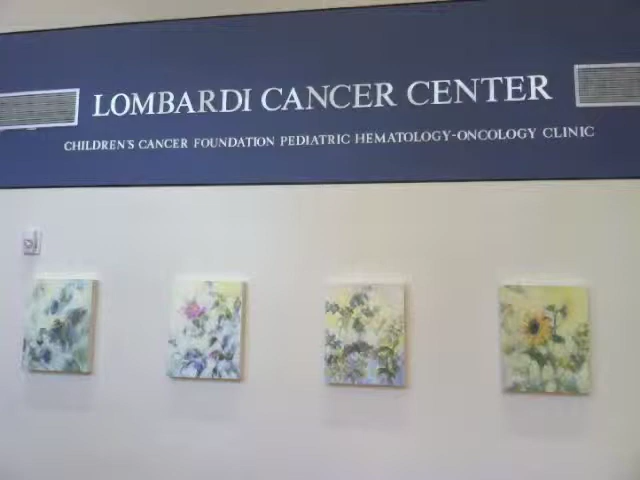 LOMBARDI CANCER CENTER
CHILDREN'S CANCER FOUNDATION PEDIATRIC HEMATOLOGY-ONCOLOGY CLINIC